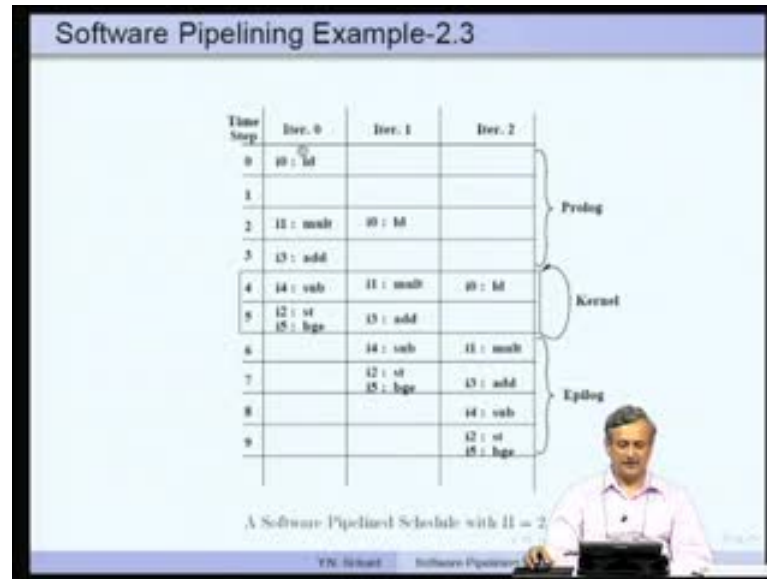 Software Pipelining Example-2.3
Time Step Iter. 0 Iter. 1 Iter. 2
0 i0 : ld
1
2 i1 : mult i0 : ld
3 i3 : add
Prolog
4 i4 : sub i1 : mult i0 : ld
5 i2 : st i3 : add
i5 : bge
Kernel
6 i4 : sub i1 : mult
7 i2 : st i3 : add
i5 : bge
8 i4 : sub
9 i2 : st
i5 : bge
Epilog
A Software Pipelined Schedule with II = 2
Y.N. Srikant Software Pipelining